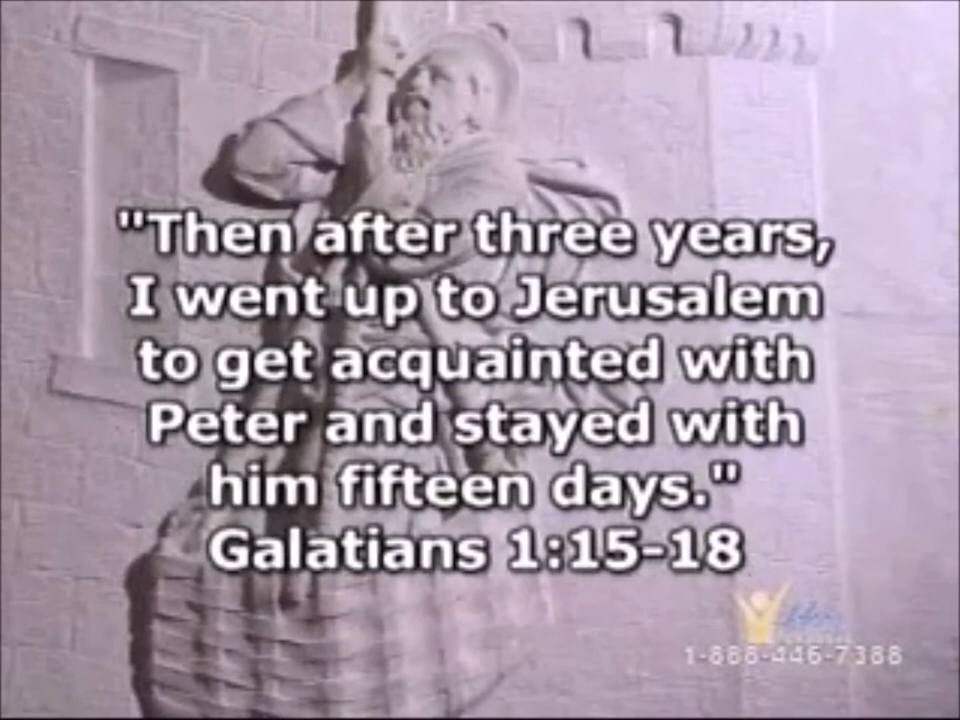 "Then after three years,
I went up to Jerusalem
to get acquainted with
Peter and stayed with
him fifteen days."
Galatians 1:15-18
1-888-446-7388